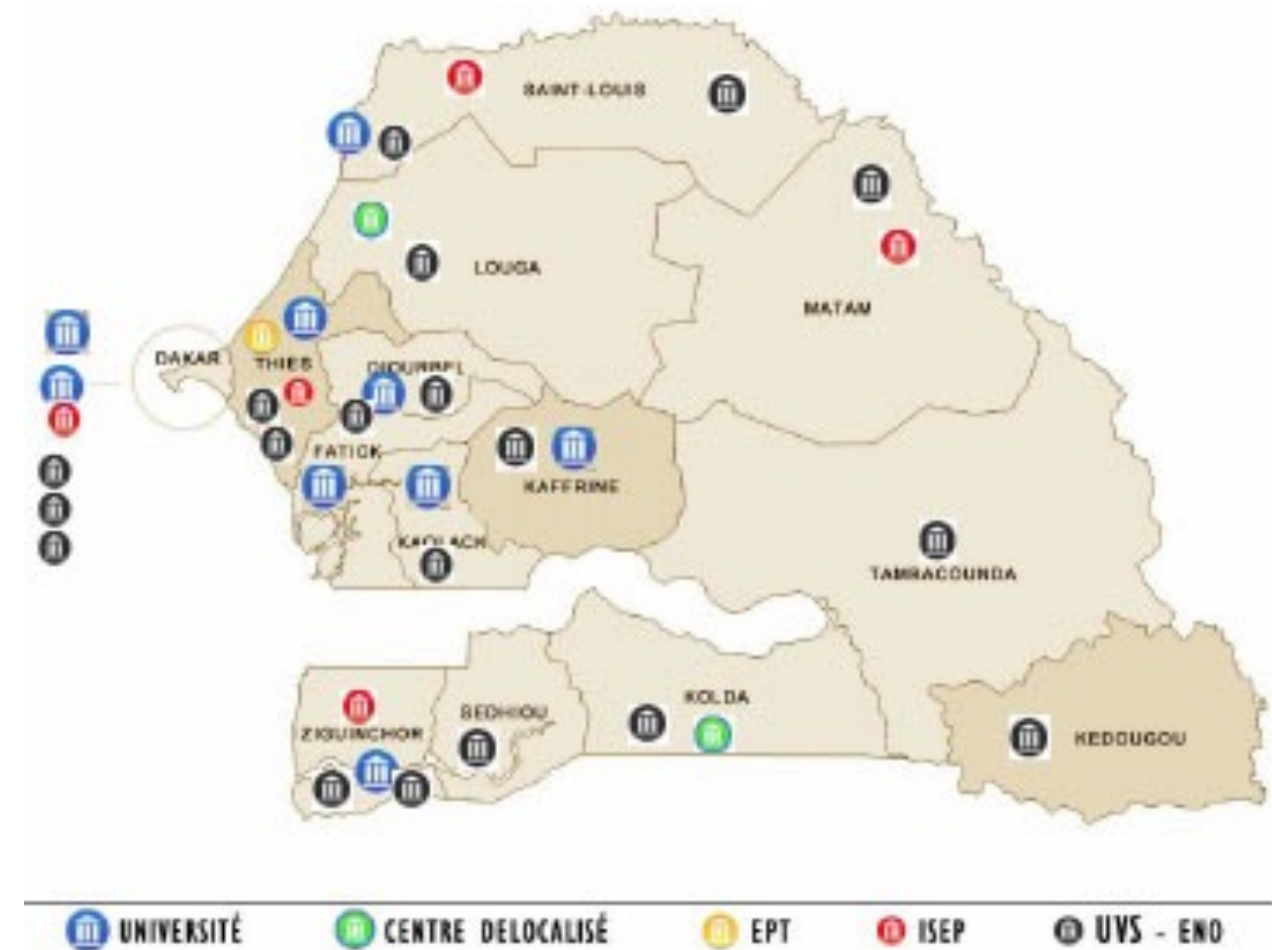 SAINT-LOUIS
LOUGA
MATAM
DAKAR
THIES
DIOURBEL
FATICK
KAFFRINE
KAOLACK
TAMBACOUNDA
KOLDA
SEDHIOU
ZIGUINCHOR
KEDOUGOU
UNIVERSITÉ CENTRE DELOCALISÉ EPT ISEP UVS - ENO